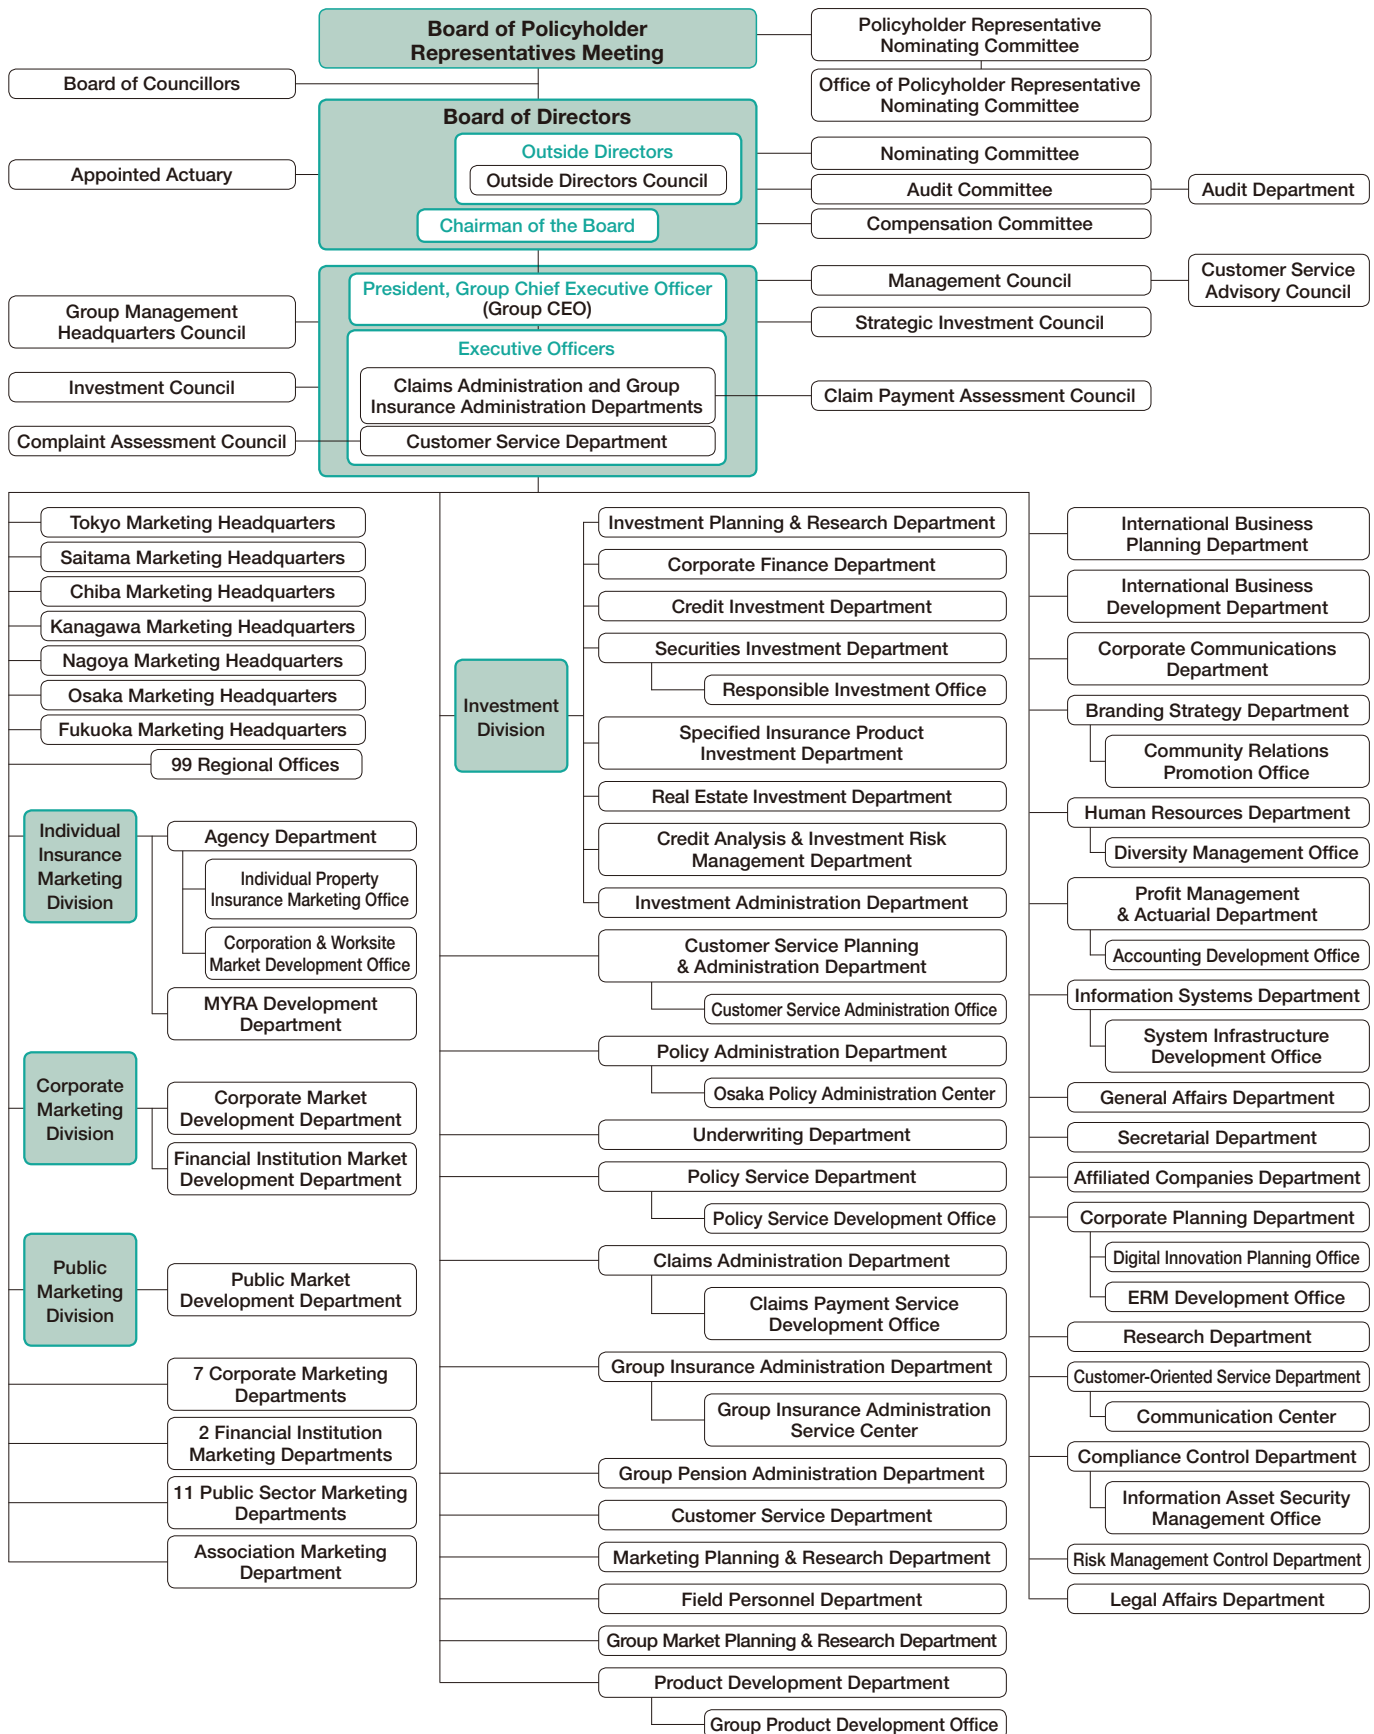 Board of Policyholder
Representatives Meeting
Policyholder Representative
Nominating Committee
Office of Policyholder Representative
Nominating Committee
Board of Councillors
Board of Directors
Outside Directors
Outside Directors Council
Chairman of the Board
Appointed Actuary
Nominating Committee
Audit Committee
Audit Department
Compensation Committee
President, Group Chief Executive Officer
(Group CEO)
Executive Officers
Claims Administration and Group
Insurance Administration Departments
Customer Service Department
Group Management
Headquarters Council
Investment Council
Complaint Assessment Council
Management Council
Customer Service
Advisory Council
Strategic Investment Council
Claim Payment Assessment Council
Tokyo Marketing Headquarters
Saitama Marketing Headquarters
Chiba Marketing Headquarters
Kanagawa Marketing Headquarters
Nagoya Marketing Headquarters
Osaka Marketing Headquarters
Fukuoka Marketing Headquarters
99 Regional Offices
Individual
Insurance
Marketing
Division
Agency Department
Individual Property
Insurance Marketing Office
Corporation & Worksite
Market Development Office
MYRA Development
Department
Corporate
Marketing
Division
Corporate Market
Development Department
Financial Institution Market
Development Department
Public
Marketing
Division
Public Market
Development Department
7 Corporate Marketing
Departments
2 Financial Institution
Marketing Departments
11 Public Sector Marketing
Departments
Association Marketing
Department
Investment
Division
Investment Planning & Research Department
Corporate Finance Department
Credit Investment Department
Securities Investment Department
Responsible Investment Office
Specified Insurance Product
Investment Department
Real Estate Investment Department
Credit Analysis & Investment Risk
Management Department
Investment Administration Department
Customer Service Planning
& Administration Department
Customer Service Administration Office
Policy Administration Department
Osaka Policy Administration Center
Underwriting Department
Policy Service Department
Policy Service Development Office
Claims Administration Department
Claims Payment Service
Development Office
Group Insurance Administration Department
Group Insurance Administration
Service Center
Group Pension Administration Department
Customer Service Department
Marketing Planning & Research Department
Field Personnel Department
Group Market Planning & Research Department
Product Development Department
Group Product Development Office
International Business
Planning Department
International Business
Development Department
Corporate Communications
Department
Branding Strategy Department
Community Relations
Promotion Office
Human Resources Department
Diversity Management Office
Profit Management
& Actuarial Department
Accounting Development Office
Information Systems Department
System Infrastructure
Development Office
General Affairs Department
Secretarial Department
Affiliated Companies Department
Corporate Planning Department
Digital Innovation Planning Office
ERM Development Office
Research Department
Customer-Oriented Service Department
Communication Center
Compliance Control Department
Information Asset Security
Management Office
Risk Management Control Department
Legal Affairs Department